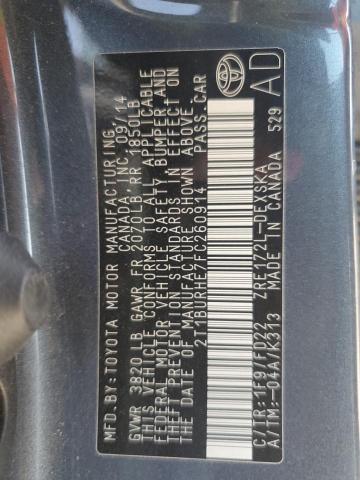 MFD.BY:TOYOTA MOTOR MANUFACTURING
CANADA, INC. 09/14
GVWR 3820 LB GAWR FR 2070LB RR 1850LB
THIS VEHICLE CONFORMS TO ALL APPLICABLE
FEDERAL MOTOR VEHICLE SAFETY, BUMPER, AND
THEFT PREVENTION STANDARDS IN EFFECT ON
THE DATE OF MANUFACTURE SHOWN ABOVE.
2T1BURHE7FC260914 PASS. CAR
C/TR:1F9/FD22 ZRE172L-DEXSKA
A/TM:-04A/K313 MADE IN CANADA 529
AD
TOYOTA